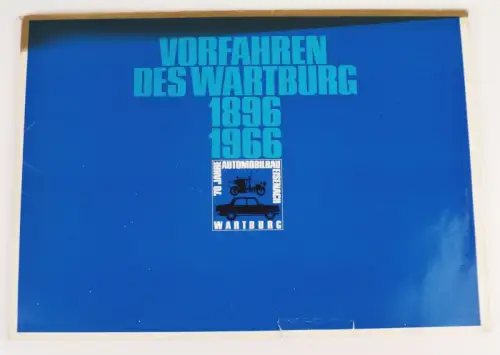 VORFAHREN
DES WARTBURG
1896
1966
70 JAHRE
AUTOMOBILBAU
EISENACH
WARTBURG